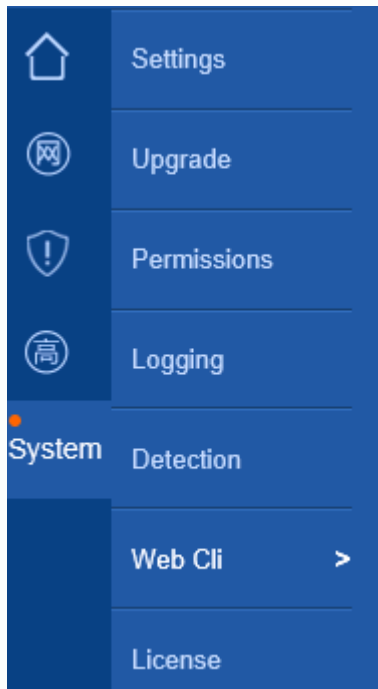 Settings
网
Upgrade
Permissions
高
Logging
System
Detection
Web Cli >
License